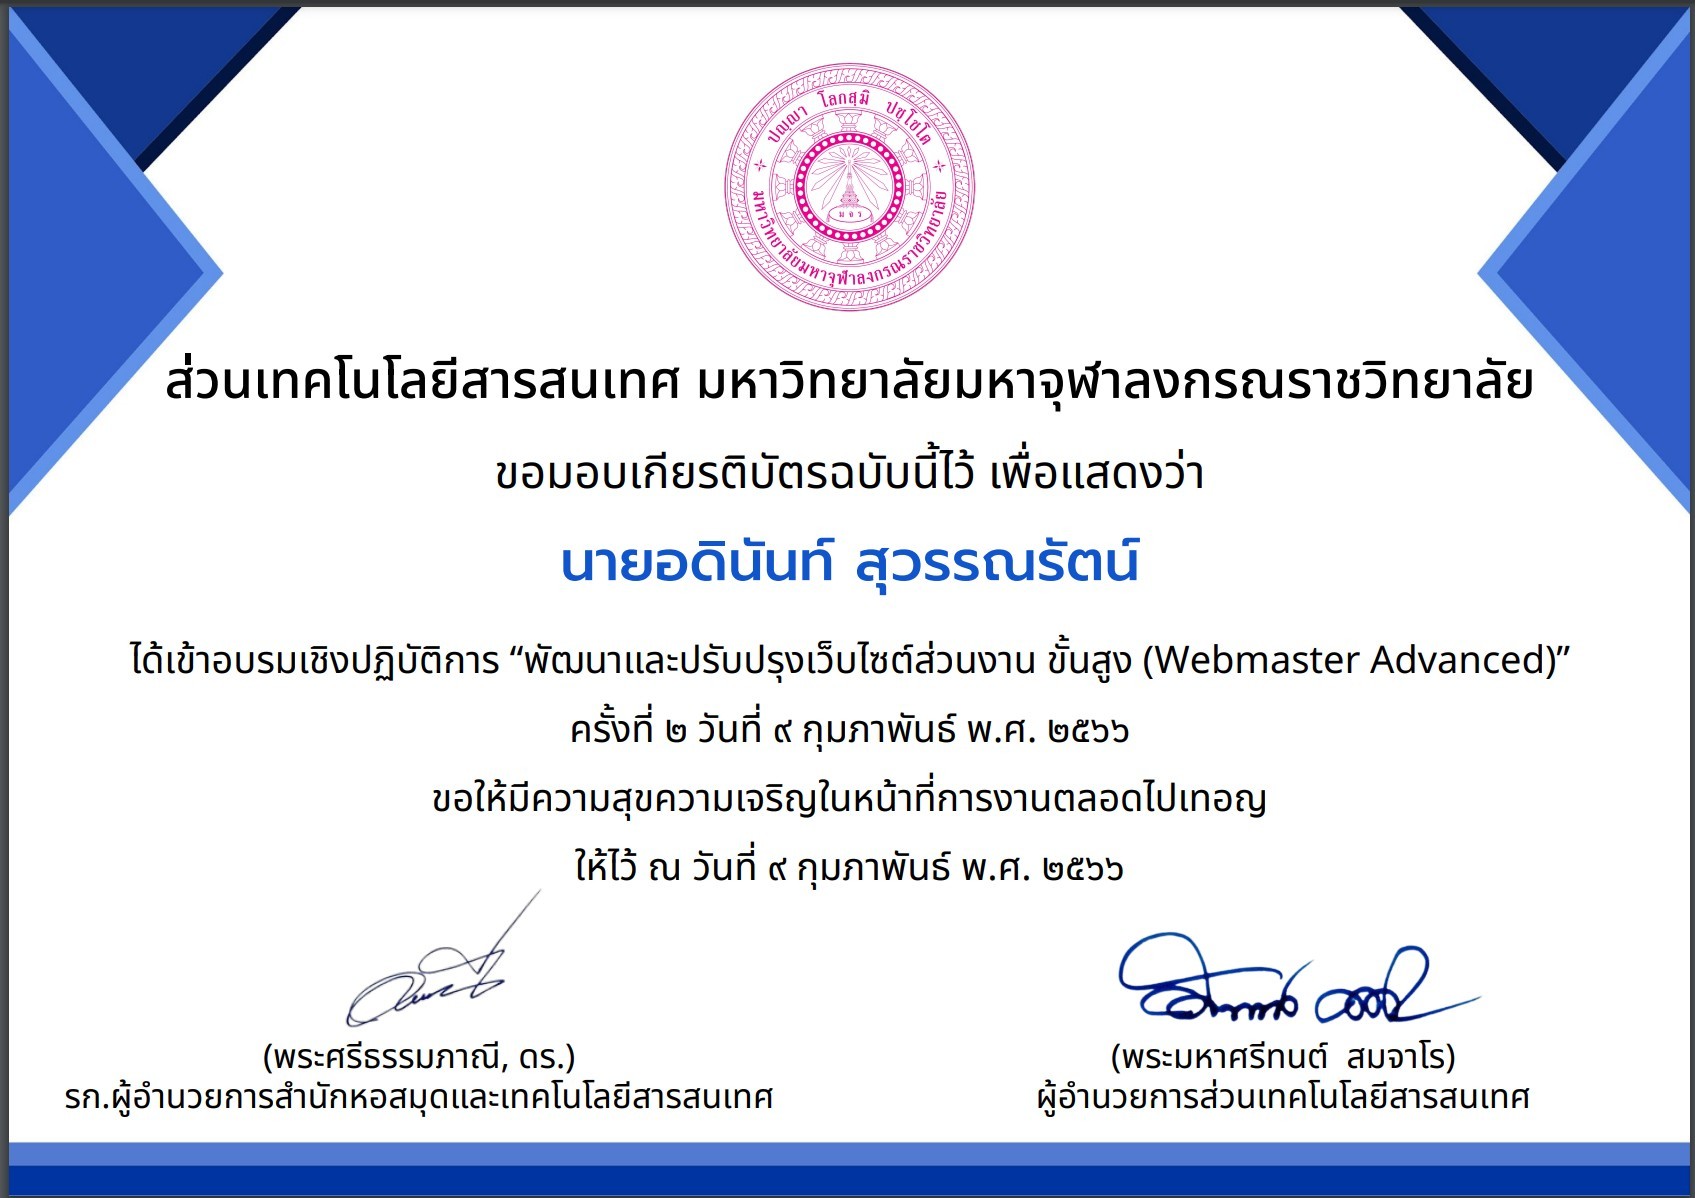 ปญฺญา โลกสฺมิ ปชฺโชโต
มหาวิทยาลัยมหาจุฬาลงกรณราชวิทยาลัย
ม จ ร
ส่วนเทคโนโลยีสารสนเทศ มหาวิทยาลัยมหาจุฬาลงกรณราชวิทยาลัย
ขอมอบเกียรติบัตรฉบับนี้ไว้ เพื่อแสดงว่า
นายอดินันท์ สุวรรณรัตน์
ได้เข้าอบรมเชิงปฏิบัติการ “พัฒนาและปรับปรุงเว็บไซต์ส่วนงาน ขั้นสูง (Webmaster Advanced)”
ครั้งที่ ๒ วันที่ ๙ กุมภาพันธ์ พ.ศ. ๒๕๖๖
ขอให้มีความสุขความเจริญในหน้าที่การงานตลอดไปเทอญ
ให้ไว้ ณ วันที่ ๙ กุมภาพันธ์ พ.ศ. ๒๕๖๖
(พระศรีธรรมภาณี, ดร.)
รก.ผู้อำนวยการสำนักหอสมุดและเทคโนโลยีสารสนเทศ
(พระมหาศรีทนต์ สมจาโร)
ผู้อำนวยการส่วนเทคโนโลยีสารสนเทศ